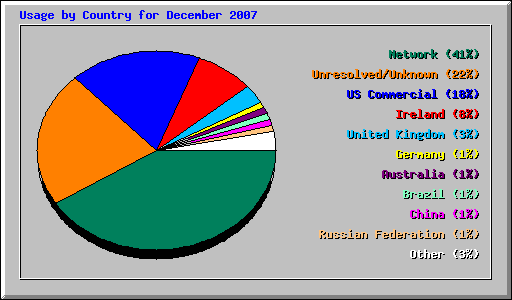 Usage by Country for December 2007
Network (41%)
Unresolved/Unknown (22%)
US Commercial (18%)
Ireland (8%)
United Kingdom (3%)
Germany (1%)
Australia (1%)
Brazil (1%)
China (1%)
Russian Federation (1%)
Other (3%)